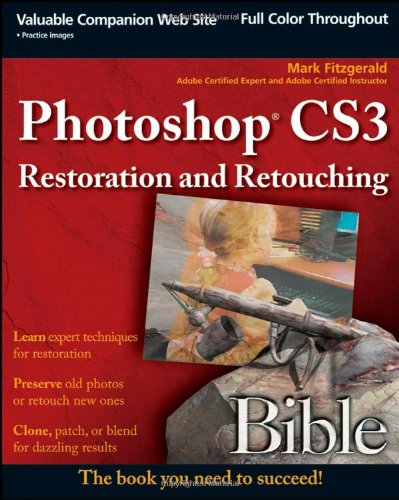 Valuable Companion Web Site
• Practice images
Full Color Throughout
Mark Fitzgerald
Adobe Certified Expert and Adobe Certified Instructor
Photoshop® CS3
Restoration and Retouching
Learn expert techniques
for restoration
Preserve old photos
or retouch new ones
Clone, patch, or blend
for dazzling results
Bible
The book you need to succeed!